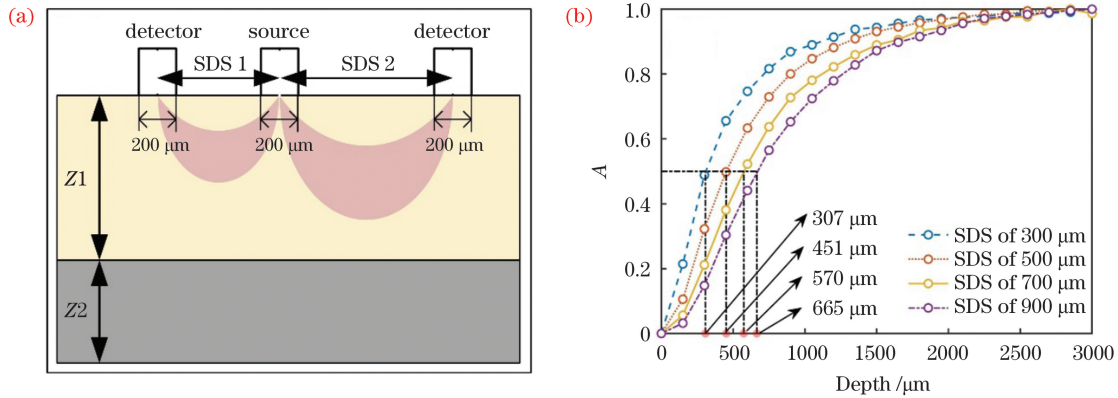 (a)
detector source detector
SDS 1 SDS 2
200 μm 200 μm 200 μm
Z1
Z2
(b)
1.0
0.8
0.6
0.4
0.2
0
A
307 μm
451 μm
570 μm
665 μm
SDS of 300 μm
SDS of 500 μm
SDS of 700 μm
SDS of 900 μm
0 500 1000 1500 2000 2500 3000
Depth /μm